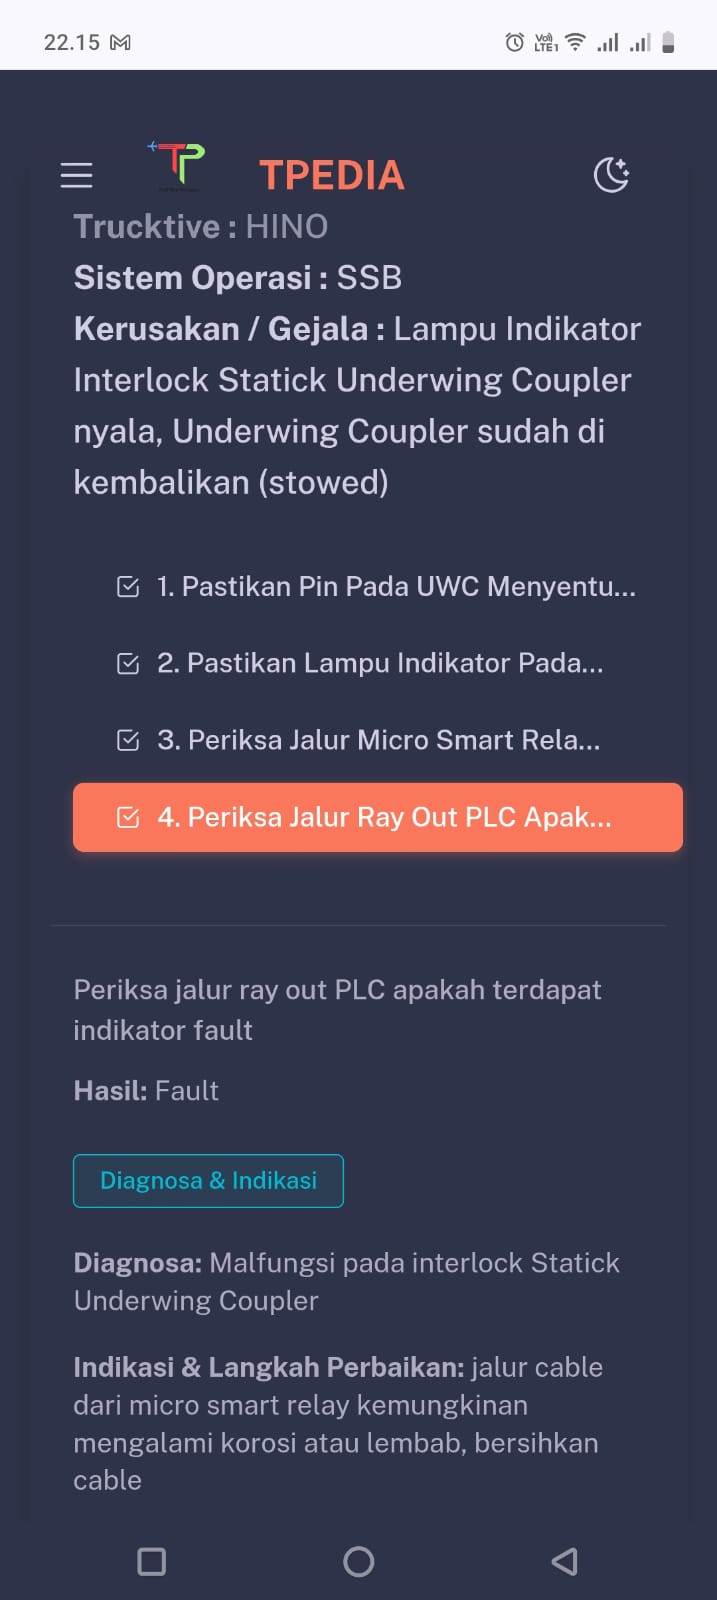 22.15
Vo))
LTE1
TP
TPEDIA
Trucktive : HINO
Sistem Operasi : SSB
Kerusakan / Gejala : Lampu Indikator
Interlock Statick Underwing Coupler
nyala, Underwing Coupler sudah di
kembalikan (stowed)
1. Pastikan Pin Pada UWC Menyentu...
2. Pastikan Lampu Indikator Pada...
3. Periksa Jalur Micro Smart Rela...
4. Periksa Jalur Ray Out PLC Apak...
Periksa jalur ray out PLC apakah terdapat
indikator fault
Hasil: Fault
Diagnosa & Indikasi
Diagnosa: Malfungsi pada interlock Statick
Underwing Coupler
Indikasi & Langkah Perbaikan: jalur cable
dari micro smart relay kemungkinan
mengalami korosi atau lembab, bersihkan
cable